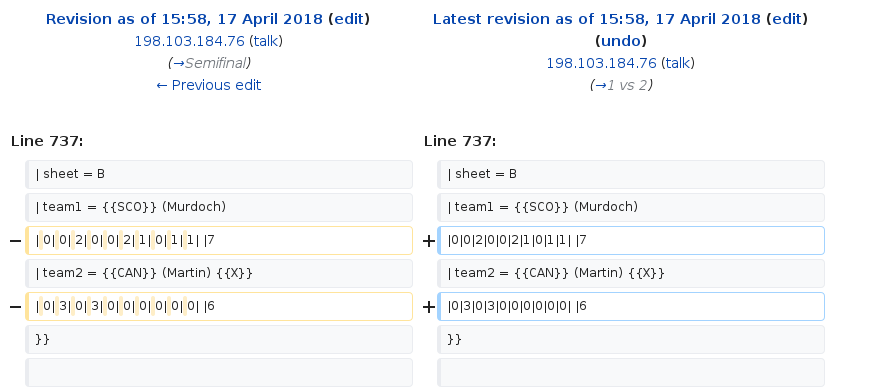 Revision as of 15:58, 17 April 2018 (edit)
198.103.184.76 (talk)
(→Semifinal)
← Previous edit
Latest revision as of 15:58, 17 April 2018 (edit)
(undo)
198.103.184.76 (talk)
(→1 vs 2)
Line 737:
Line 737:
| sheet = B
| sheet = B
| team1 = {{SCO}} (Murdoch)
| team1 = {{SCO}} (Murdoch)
− | 0| 0| 2| 0| 0| 2| 1| 0| 1| 1| |7
+ |0|0|2|0|0|2|1|0|1|1| |7
| team2 = {{CAN}} (Martin) {{X}}
| team2 = {{CAN}} (Martin) {{X}}
− | 0| 3| 0| 3| 0| 0| 0| 0| 0| 0| |6
+ |0|3|0|3|0|0|0|0|0|0| |6
}}
}}